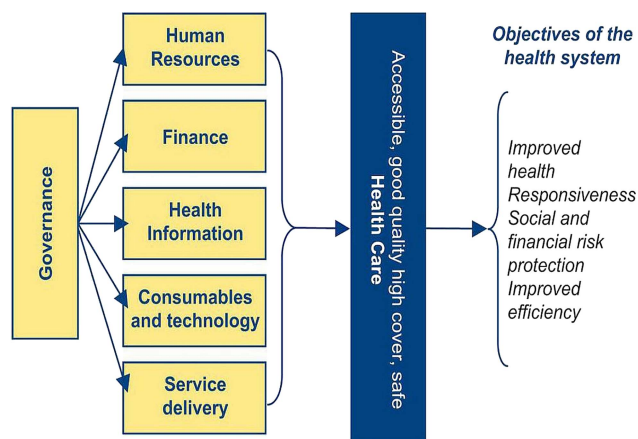 Governance
Human
Resources
Finance
Health
Information
Consumables
and technology
Service
delivery
Accessible, good quality high cover, safe
Health Care
Objectives of the
health system
Improved
health
Responsiveness
Social and
financial risk
protection
Improved
efficiency